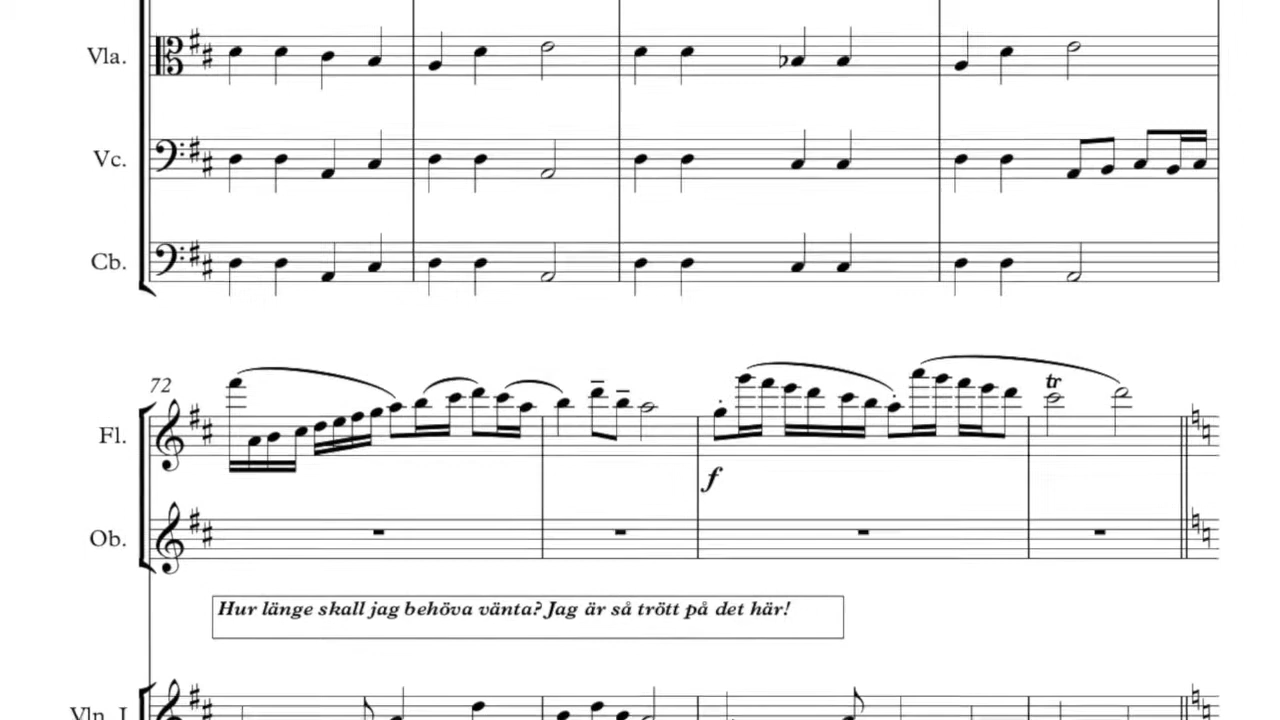 Vla.
Vc.
Cb.
72
tr
Fl.
f
Ob.
Hur länge skall jag behöva vänta? Jag är så trött på det här!
Vln. I